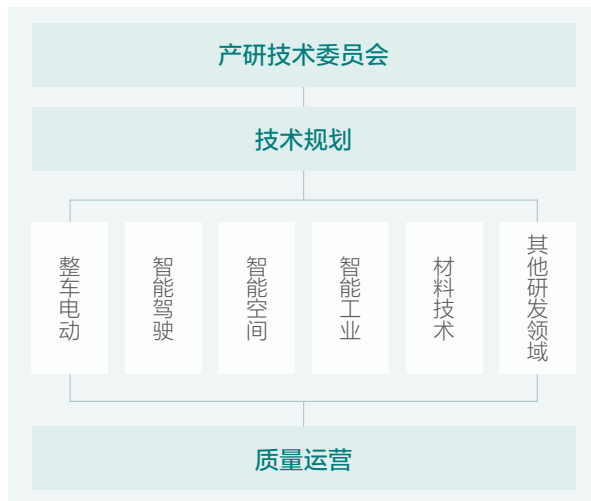 产研技术委员会
技术规划
整车电动
智能驾驶
智能空间
智能工业
材料技术
其他研发领域
质量运营